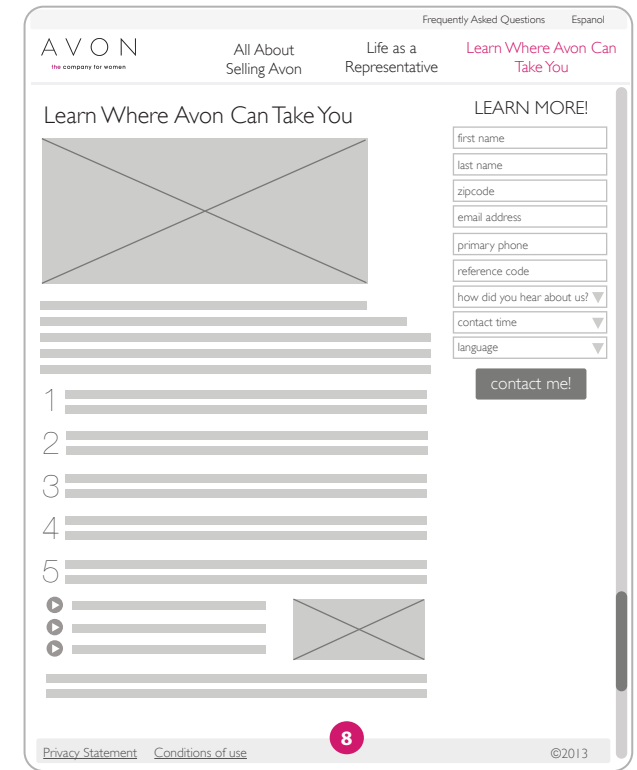 Frequently Asked Questions Espanol
AVON
the company for women
All About
Selling Avon
Life as a
Representative
Learn Where Avon Can
Take You
Learn Where Avon Can Take You
LEARN MORE!
first name
last name
zipcode
email address
primary phone
reference code
how did you hear about us?
contact time
language
contact me!
1
2
3
4
5
8
Privacy Statement Conditions of use ©2013